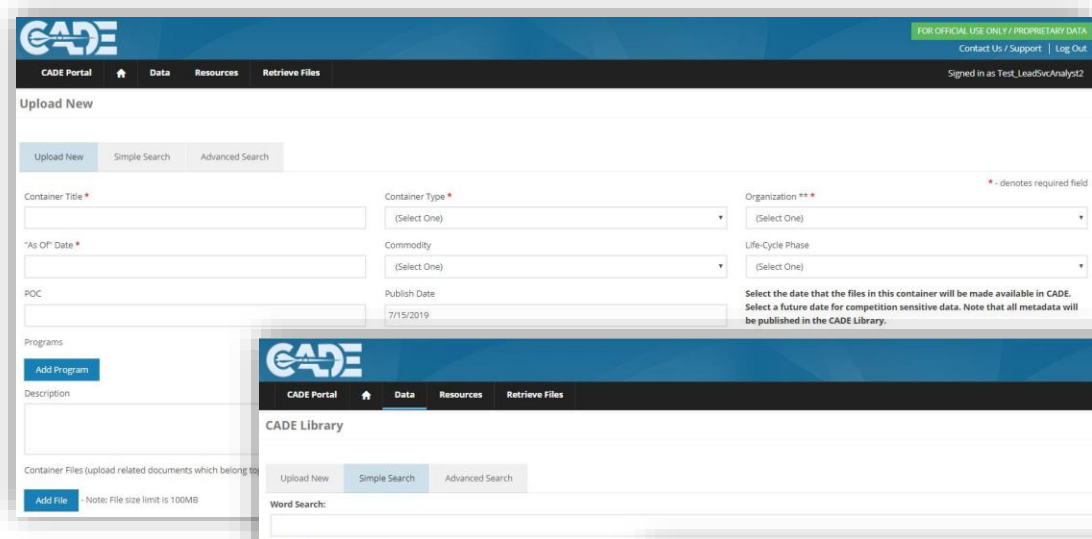 CADE
FOR OFFICIAL USE ONLY / PROPRIETARY DATA
Contact Us / Support | Log Out
CADE Portal Data Resources Retrieve Files Signed in as Test_LeadSvcAnalyst2
Upload New
Upload New Simple Search Advanced Search
* - denotes required field
Container Title * Container Type * Organization ** *
(Select One) (Select One)
"As Of" Date * Commodity Life-Cycle Phase
(Select One) (Select One)
POC Publish Date Select the date that the files in this container will be made available in CADE.
7/15/2019 Select a future date for competition sensitive data. Note that all metadata will
be published in the CADE Library.
Programs
Add Program
Description
Container Files (upload related documents which belong
Add File - Note: File size limit is 100MB
CADE
CADE Portal Data Resources Retrieve Files
CADE Library
Upload New Simple Search Advanced Search
Word Search: